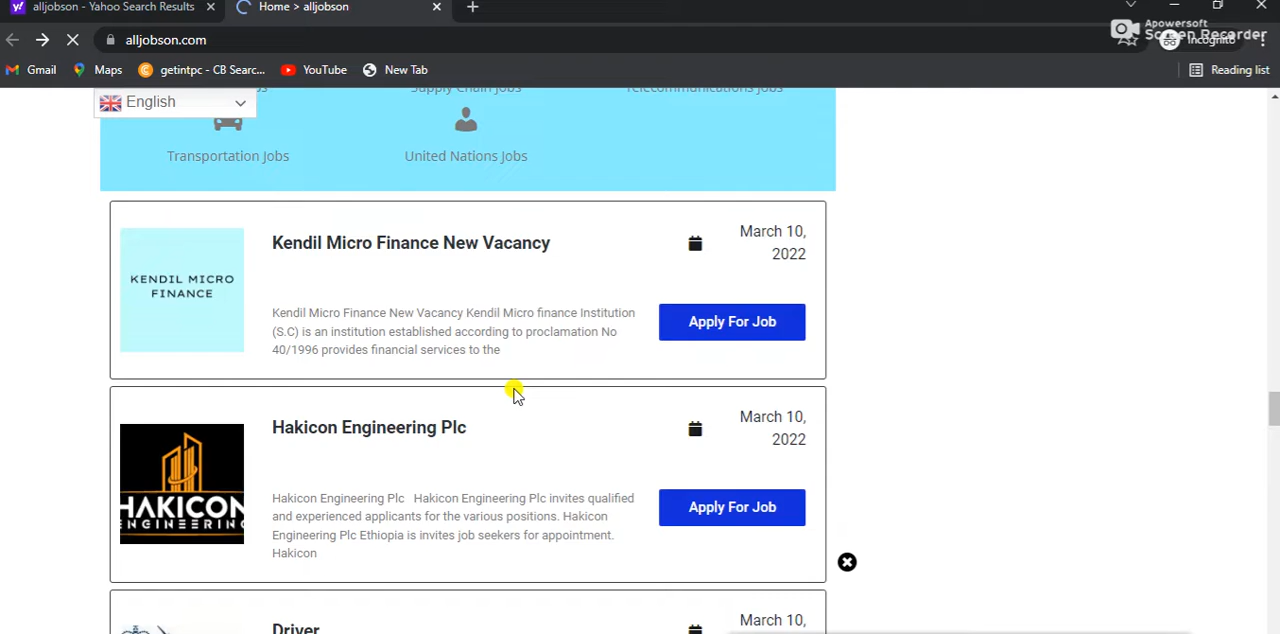 alljobson - Yahoo Search Results
Home > alljobson
alljobson.com
Apowersoft
Screen Recorder
Incognito
Gmail
Maps
getintpc - CB Searc...
YouTube
New Tab
Reading list
English
Supply Chain Jobs
Telecommunications Jobs
Transportation Jobs
United Nations Jobs
Kendil Micro Finance New Vacancy
March 10,
2022
KENDIL MICRO
FINANCE
Kendil Micro Finance New Vacancy Kendil Micro finance Institution
(S.C) is an institution established according to proclamation No
40/1996 provides financial services to the
Apply For Job
Hakicon Engineering Plc
March 10,
2022
HAKICON
ENGINEERING
Hakicon Engineering Plc Hakicon Engineering Plc invites qualified
and experienced applicants for the various positions. Hakicon
Engineering Plc Ethiopia is invites job seekers for appointment.
Hakicon
Apply For Job
Driver
March 10,